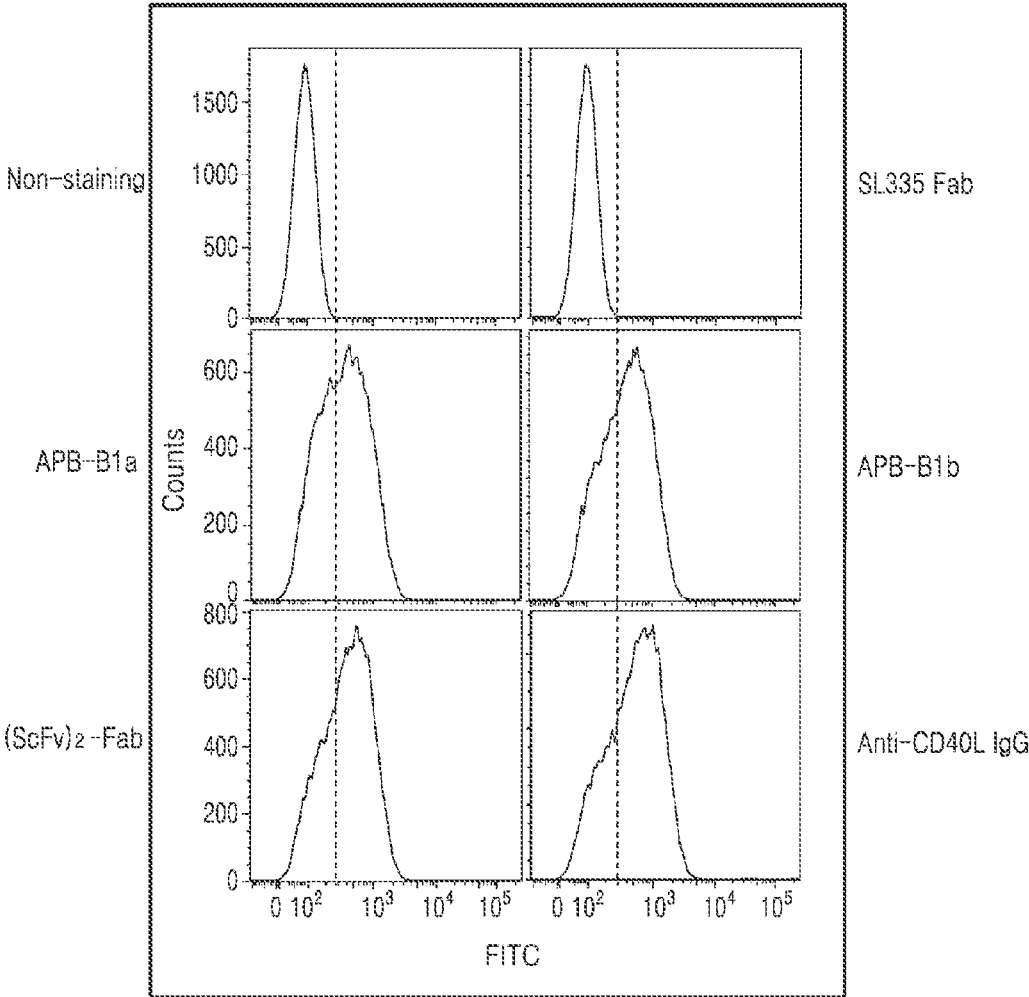 Non-staining
SL335 Fab
1500
1000
500
0
APB-B1a
APB-B1b
Counts
600
400
200
0
(ScFv)₂-Fab
Anti-CD40L IgG
800
600
400
200
0
0 10² 10³ 10⁴ 10⁵
0 10² 10³ 10⁴ 10⁵
FITC